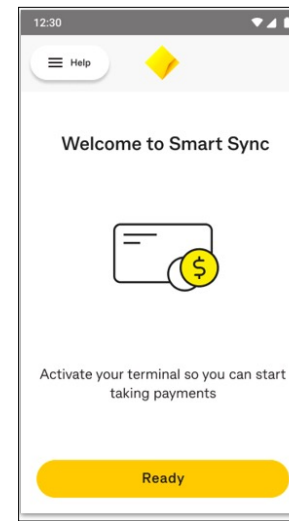 12:30
Help
Welcome to Smart Sync
$
Activate your terminal so you can start
taking payments
Ready